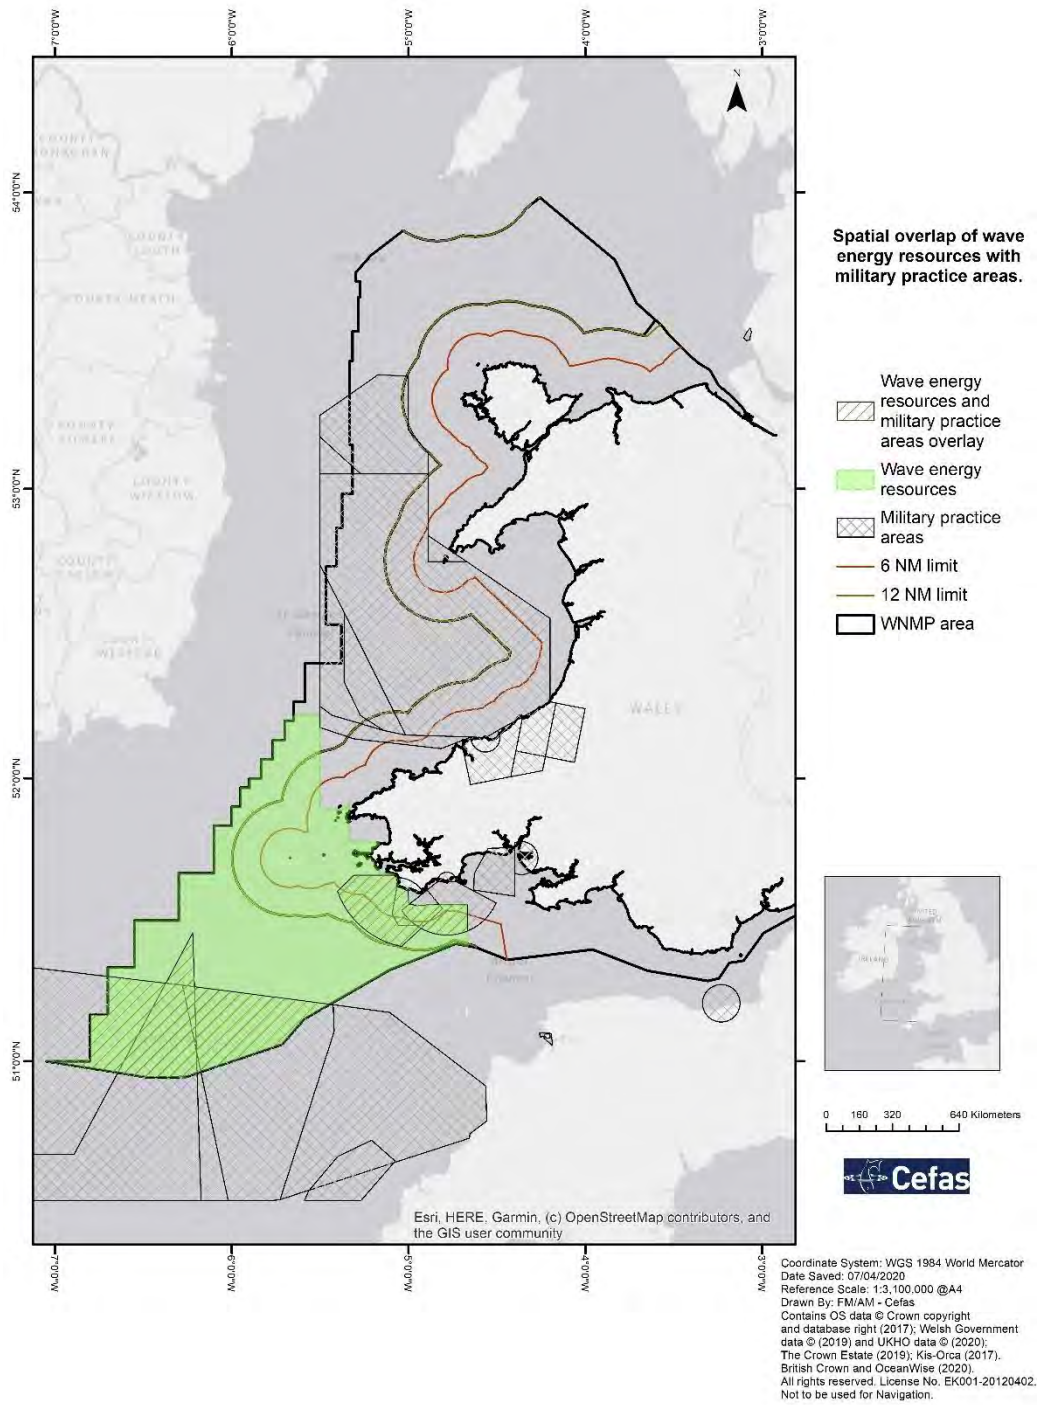 7°0'0"W
6°0'0"W
5°0'0"W
4°0'0"W
3°0'0"W
N
54°0'0"N
53°0'0"N
52°0'0"N
51°0'0"N
WALES
Spatial overlap of wave
energy resources with
military practice areas.
Wave energy
resources and
military practice
areas overlay
Wave energy
resources
Military practice
areas
6 NM limit
12 NM limit
WNMP area
0 160 320 640 Kilometers
Cefas
Esri, HERE, Garmin, (c) OpenStreetMap contributors, and
the GIS user community
7°0'0"W
6°0'0"W
5°0'0"W
4°0'0"W
3°0'0"W
Coordinate System: WGS 1984 World Mercator
Date Saved: 07/04/2020
Reference Scale: 1:3,100,000 @A4
Drawn By: FM/AM - Cefas
Contains OS data © Crown copyright
and database right (2017); Welsh Government
data © (2019) and UKHO data © (2020);
The Crown Estate (2019); Kis-Orca (2017).
British Crown and OceanWise (2020).
All rights reserved. License No. EK001-20120402.
Not to be used for Navigation.